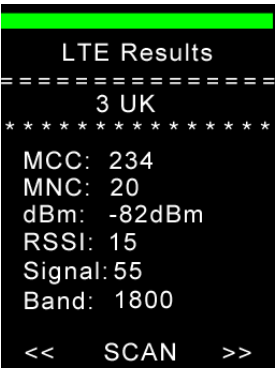 LTE Results
===============
3 UK
***************
MCC: 234
MNC: 20
dBm: -82dBm
RSSI: 15
Signal: 55
Band: 1800
<< SCAN >>